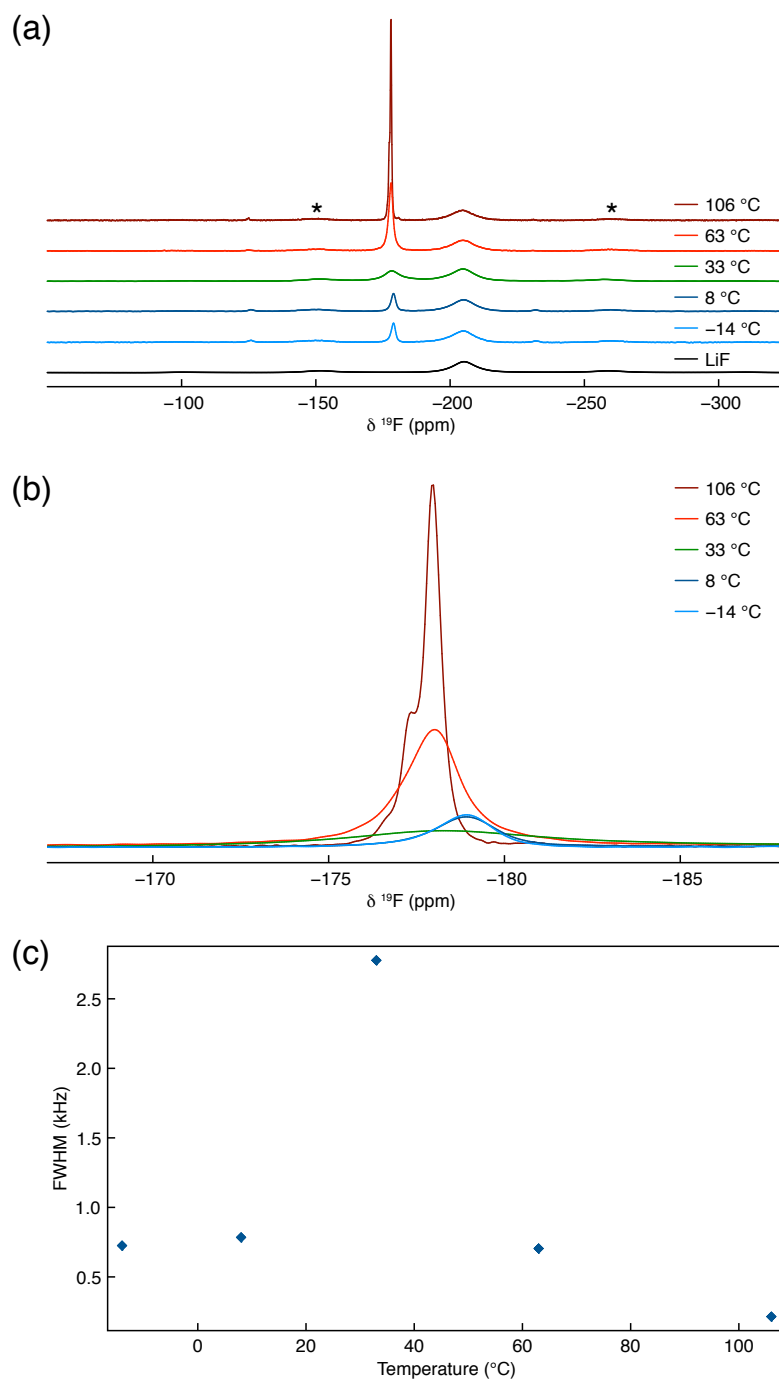 (a)
*
*
106 °C
63 °C
33 °C
8 °C
−14 °C
LiF
−100 −150 −200 −250 −300
δ ¹⁹F (ppm)
(b)
106 °C
63 °C
33 °C
8 °C
−14 °C
−170 −175 −180 −185
δ ¹⁹F (ppm)
(c)
FWHM (kHz)
2.5
2.0
1.5
1.0
0.5
0 20 40 60 80 100
Temperature (°C)